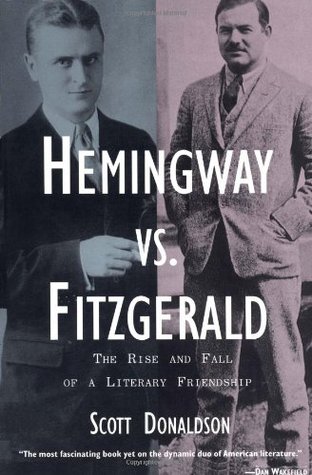 HEMINGWAY
VS.
FITZGERALD
THE RISE AND FALL
OF A LITERARY FRIENDSHIP
SCOTT DONALDSON
"The most fascinating book yet on the dynamic duo of American literature."
—DAN WAKEFIELD